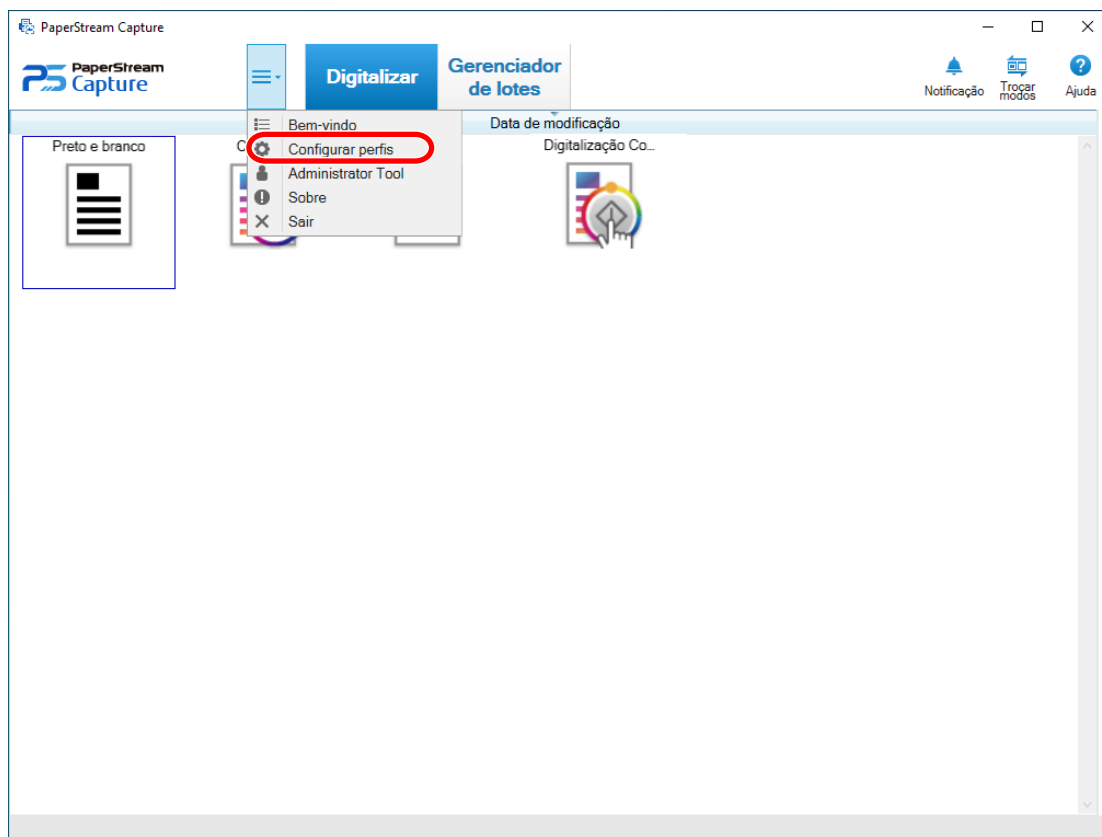 PaperStream Capture
PaperStream
Capture
Digitalizar
Gerenciador
de lotes
Notificação
Trocar
modos
Ajuda
Data de modificação
Bem-vindo
Configurar perfis
Administrator Tool
Sobre
Sair
Preto e branco
C
Digitalização Co...